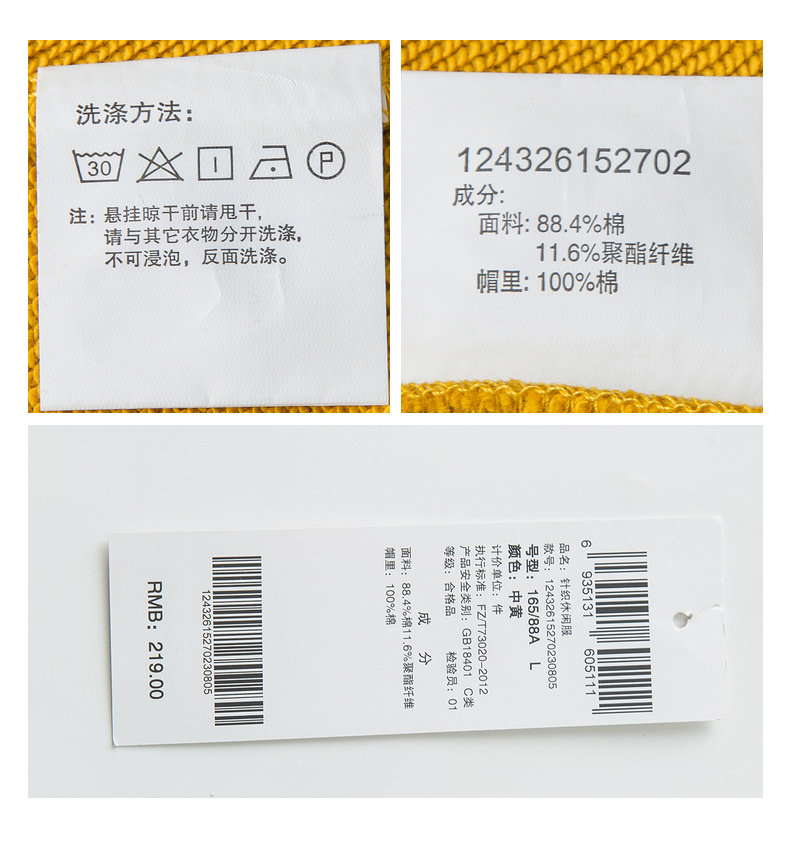 洗涤方法：
30
P
注：悬挂晾干前请甩干，
请与其它衣物分开洗涤，
不可浸泡，反面洗涤。
124326152702
成分:
面料: 88.4%棉
11.6%聚酯纤维
帽里: 100%棉
6 935131 605111
品名：针织休闲服
款号：12432615270230805
号型：165/88A L
颜色：中黄
计价单位：件
执行标准：FZ/T73020-2012
产品安全类别：GB18401 C类
等级：合格品 检验员：01
成 分
面料：88.4%棉11.6%聚酯纤维
帽里：100%棉
12432615270230805
RMB：219.00